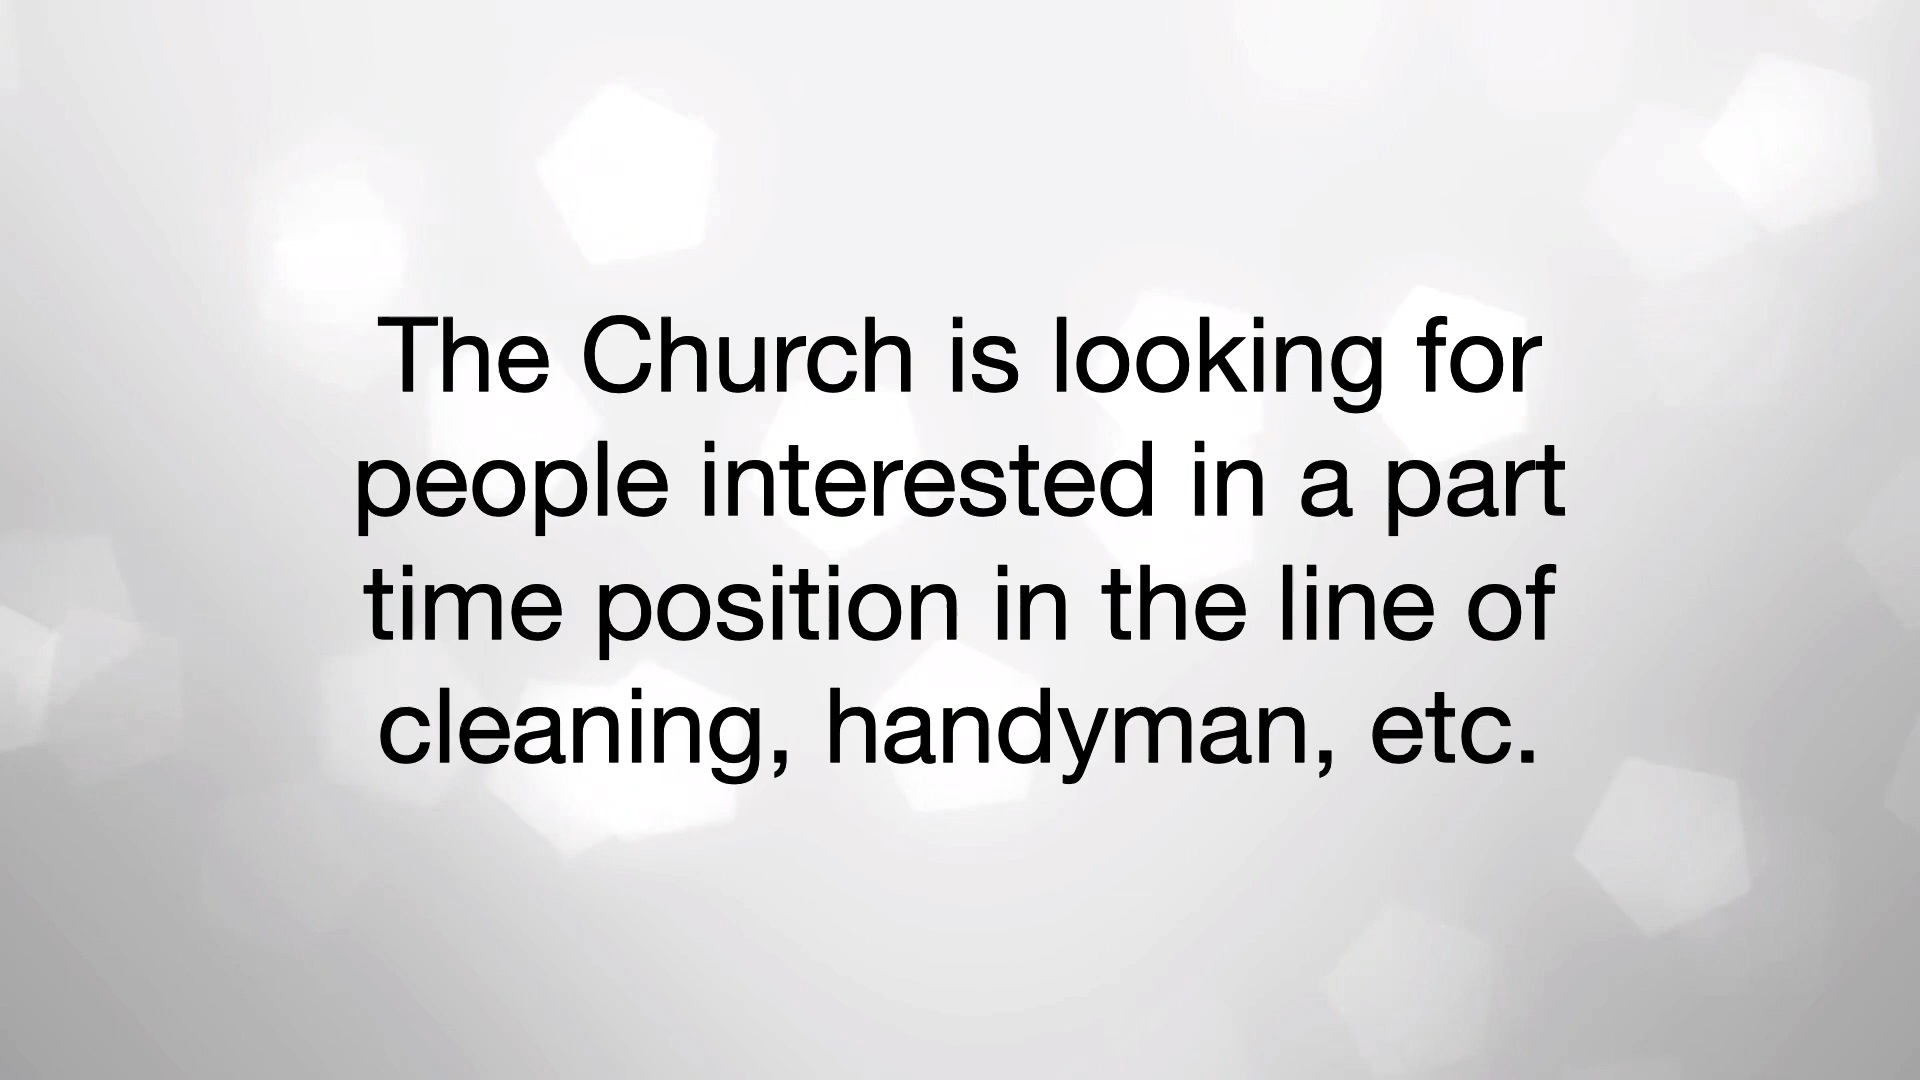 The Church is looking for
people interested in a part
time position in the line of
cleaning, handyman, etc.